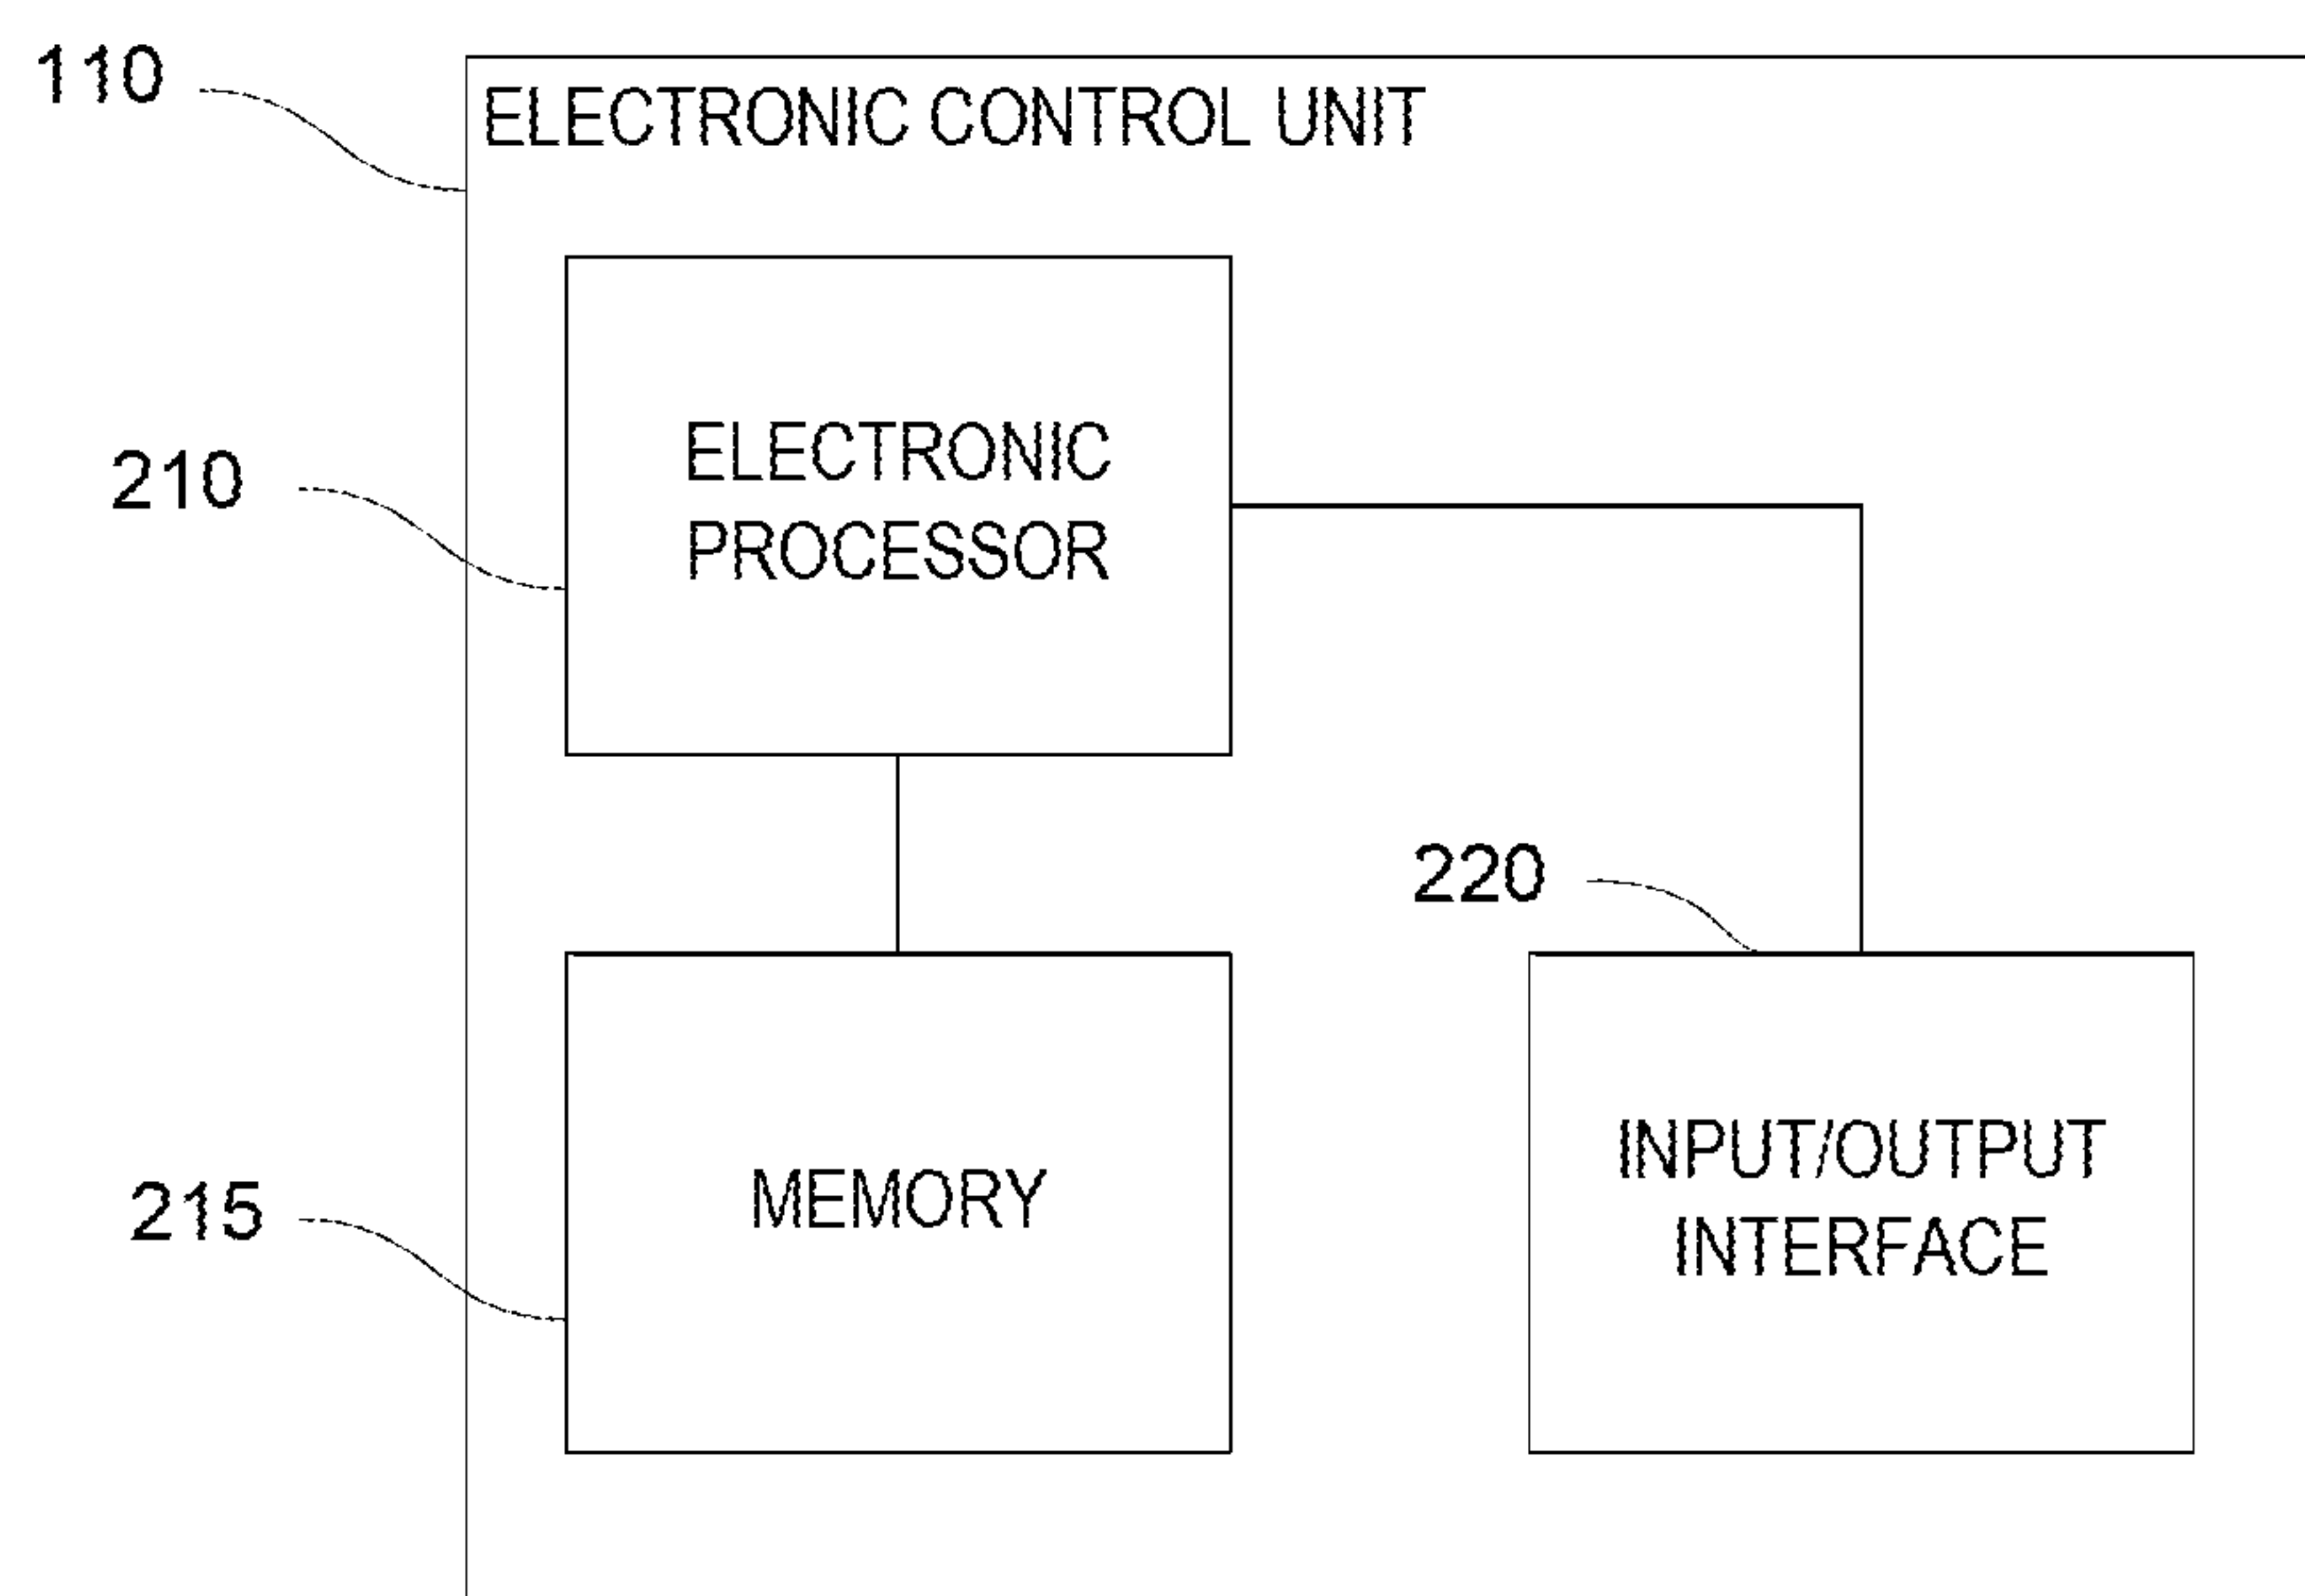 110
ELECTRONIC CONTROL UNIT
210
ELECTRONIC
PROCESSOR
220
215
MEMORY
INPUT/OUTPUT
INTERFACE